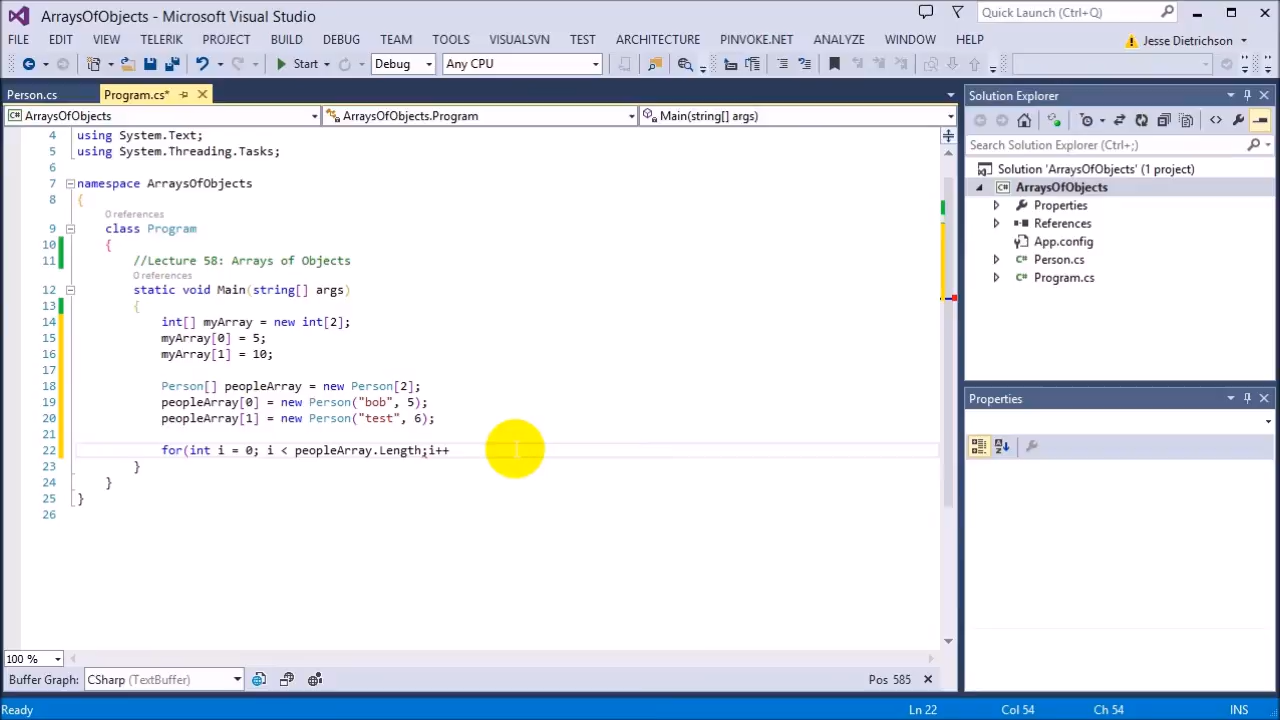 ArraysOfObjects - Microsoft Visual Studio
Quick Launch (Ctrl+Q)
FILE EDIT VIEW TELERIK PROJECT BUILD DEBUG TEAM TOOLS VISUALSVN TEST ARCHITECTURE PINVOKE.NET ANALYZE WINDOW HELP
Jesse Dietrichson
Start Debug Any CPU
Person.cs Program.cs*
ArraysOfObjects ArraysOfObjects.Program Main(string[] args)
4 using System.Text;
5 using System.Threading.Tasks;
6
7 namespace ArraysOfObjects
8 {
0 references
9 class Program
10 {
11 //Lecture 58: Arrays of Objects
0 references
12 static void Main(string[] args)
13 {
14 int[] myArray = new int[2];
15 myArray[0] = 5;
16 myArray[1] = 10;
17
18 Person[] peopleArray = new Person[2];
19 peopleArray[0] = new Person("bob", 5);
20 peopleArray[1] = new Person("test", 6);
21
22 for(int i = 0; i < peopleArray.Length;i++
23 }
24 }
25 }
26
100 %
Buffer Graph: CSharp (TextBuffer) Pos 585
Solution Explorer
Search Solution Explorer (Ctrl+;)
Solution 'ArraysOfObjects' (1 project)
C# ArraysOfObjects
Properties
References
App.config
C# Person.cs
C# Program.cs
Properties
Ready Ln 22 Col 54 Ch 54 INS